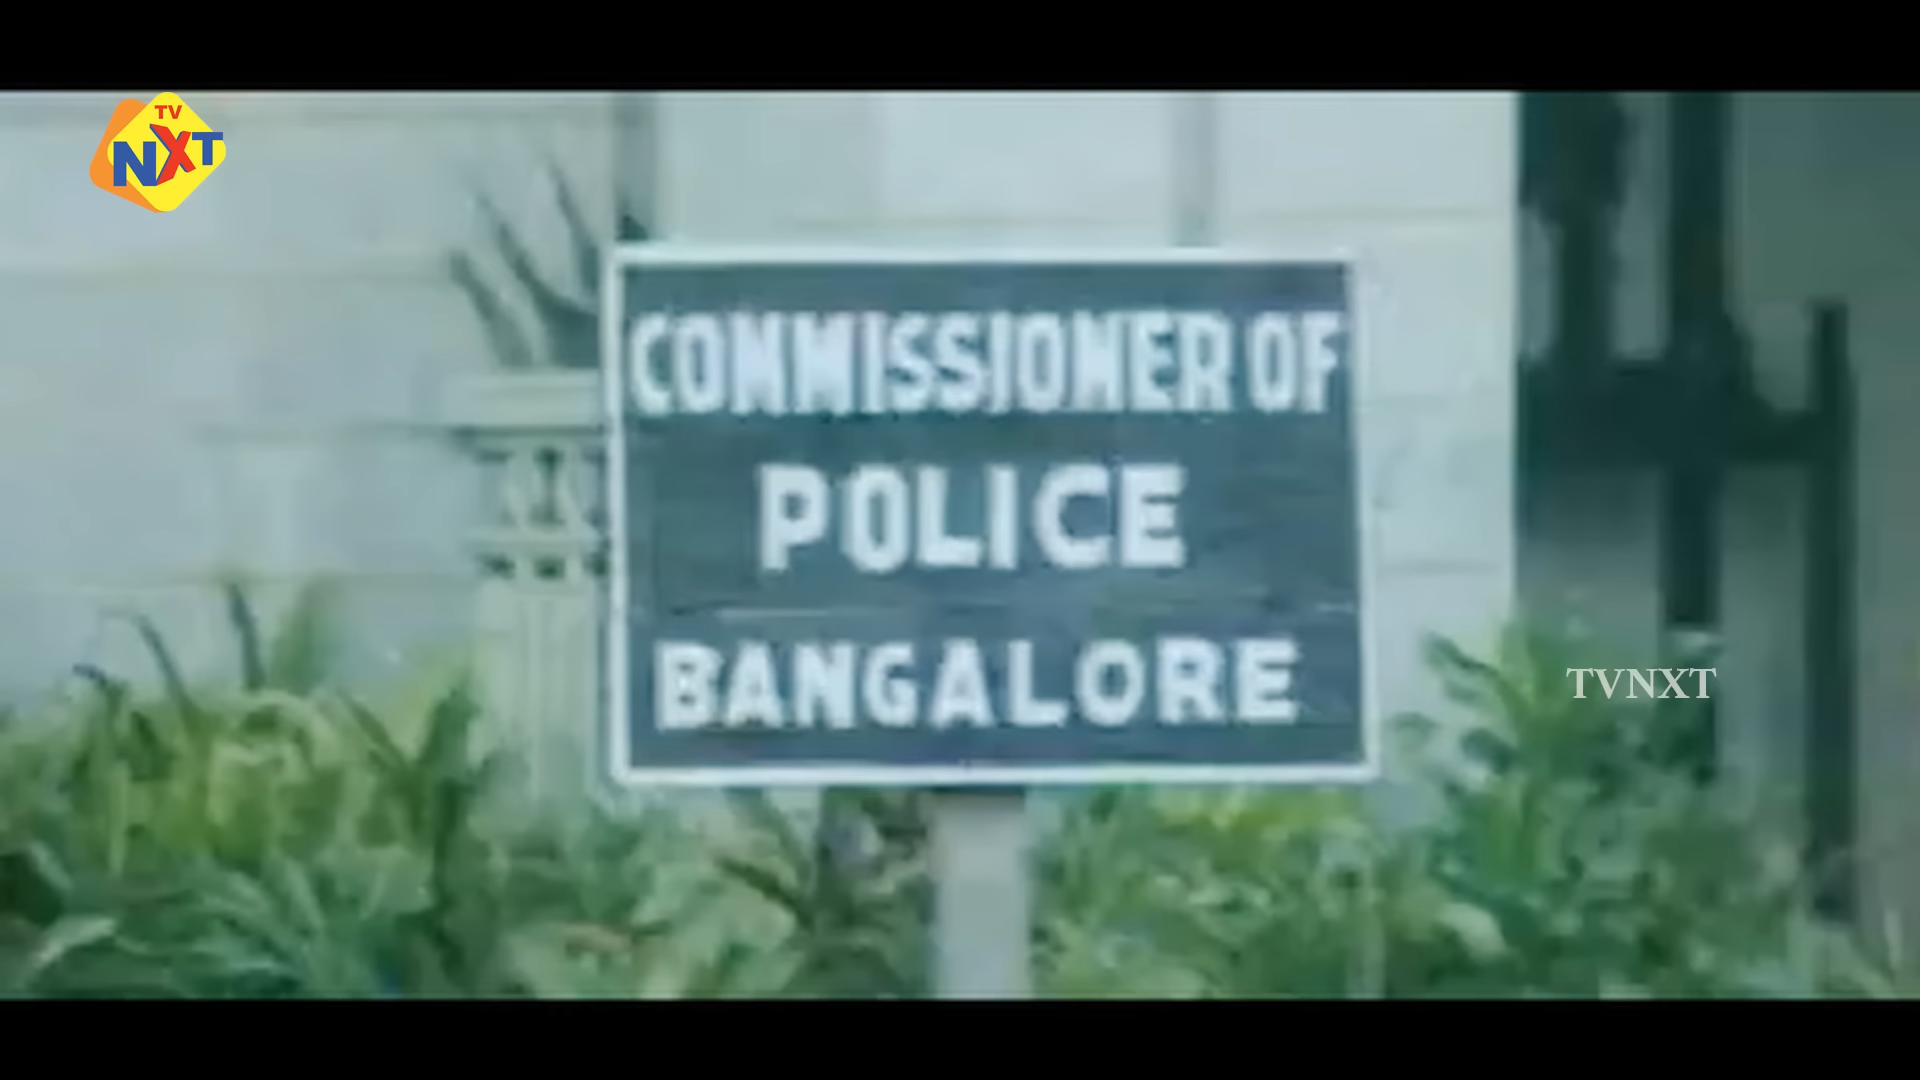 TV
NXT
COMMISSIONER OF
POLICE
BANGALORE
TVNXT